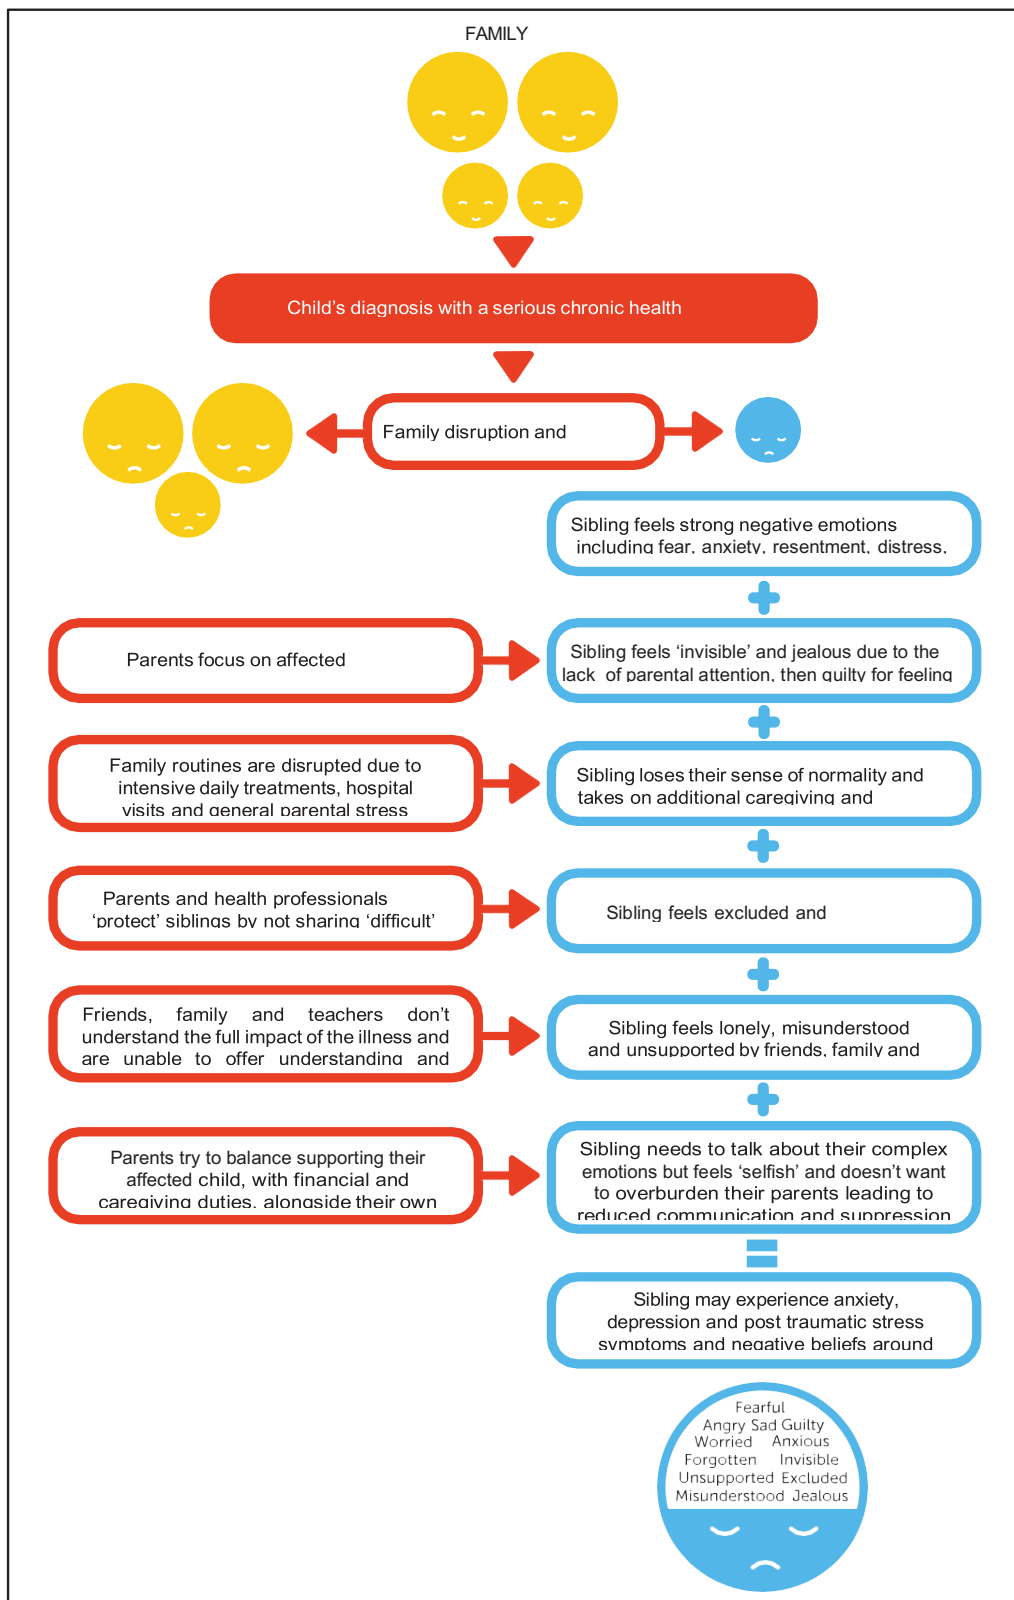 FAMILY
Child’s diagnosis with a serious chronic health
Family disruption and
Sibling feels strong negative emotions
including fear, anxiety, resentment, distress,
Parents focus on affected
Sibling feels ‘invisible’ and jealous due to the
lack of parental attention, then guilty for feeling
Family routines are disrupted due to
intensive daily treatments, hospital
visits and general parental stress
Sibling loses their sense of normality and
takes on additional caregiving and
Parents and health professionals
‘protect’ siblings by not sharing ‘difficult’
Sibling feels excluded and
Friends, family and teachers don’t
understand the full impact of the illness and
are unable to offer understanding and
Sibling feels lonely, misunderstood
and unsupported by friends, family and
Parents try to balance supporting their
affected child, with financial and
caregiving duties, alongside their own
Sibling needs to talk about their complex
emotions but feels ‘selfish’ and doesn’t want
to overburden their parents leading to
reduced communication and suppression
Sibling may experience anxiety,
depression and post traumatic stress
symptoms and negative beliefs around
Fearful
Angry Sad Guilty
Worried Anxious
Forgotten Invisible
Unsupported Excluded
Misunderstood Jealous